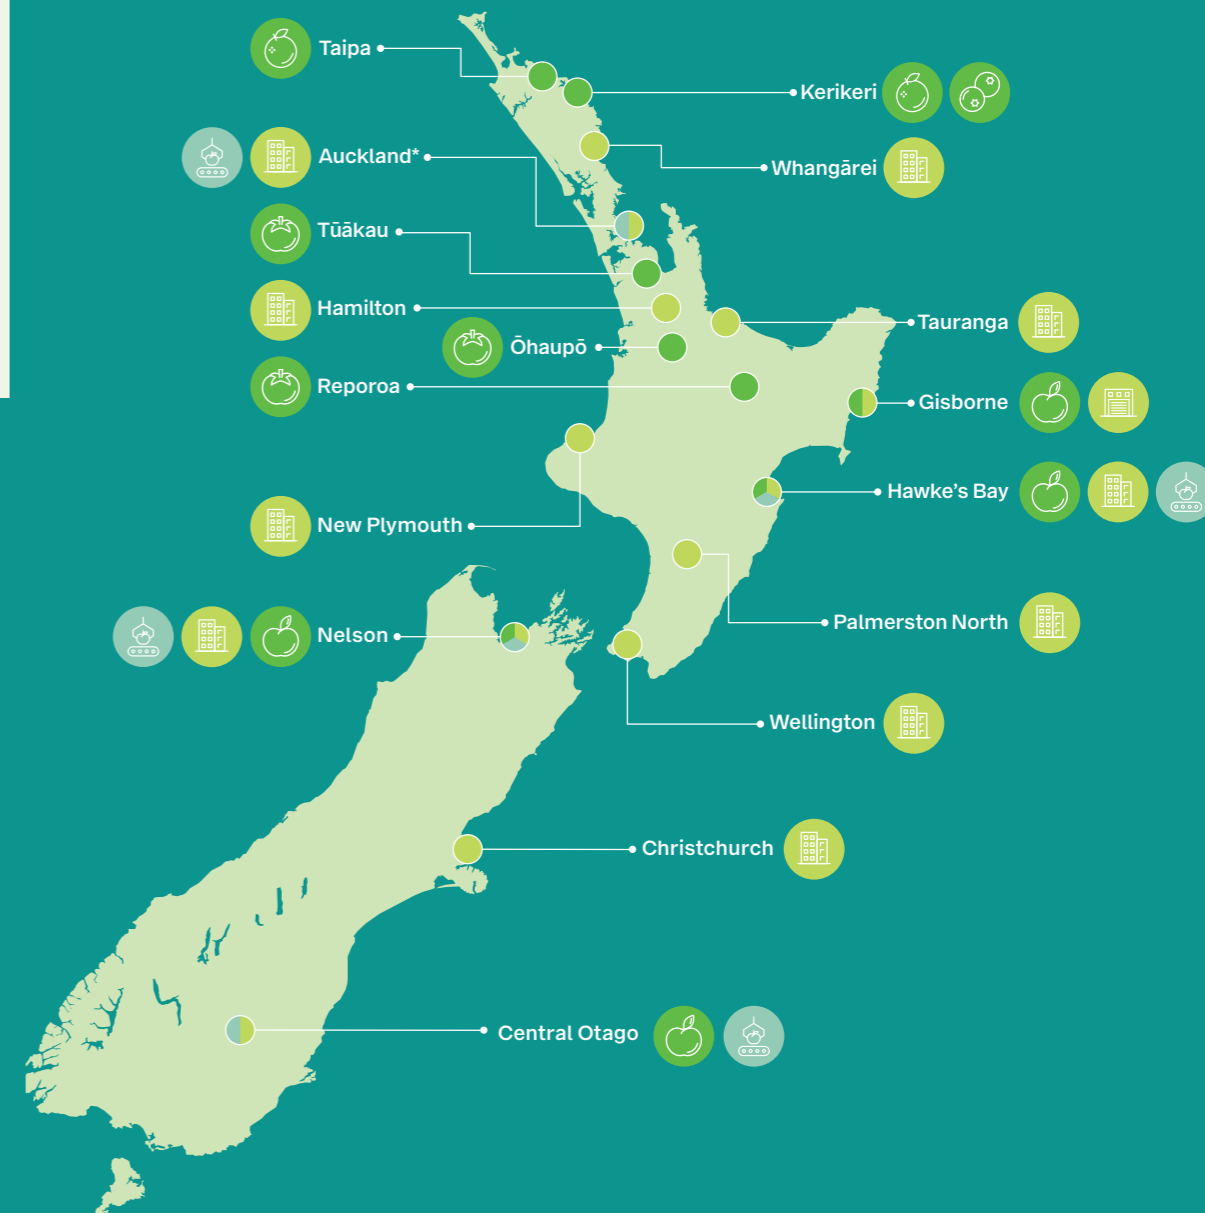 Taipa
Kerikeri
Auckland*
Whangārei
Tūākau
Hamilton
Tauranga
Ōhaupō
Reporoa
Gisborne
Hawke's Bay
New Plymouth
Palmerston North
Nelson
Wellington
Christchurch
Central Otago